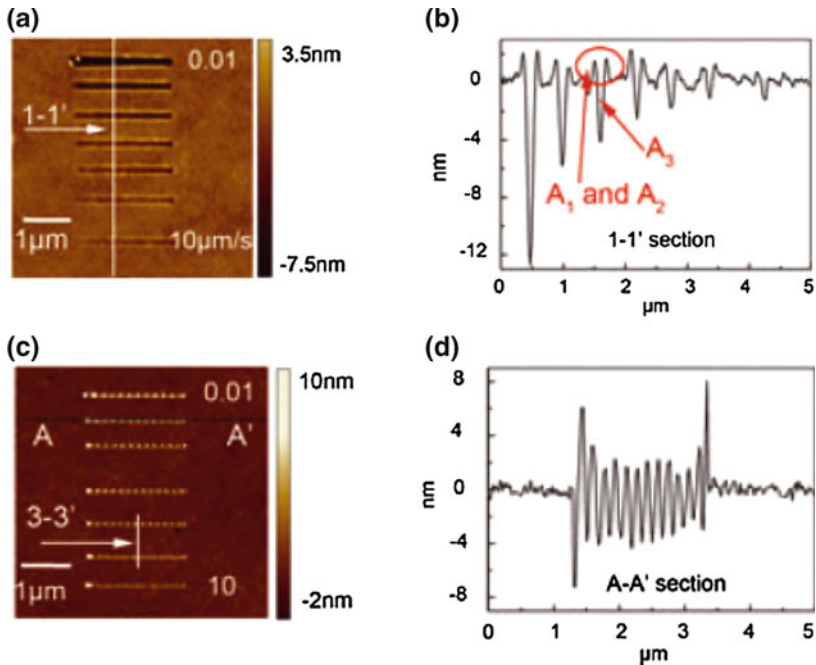 (a)
0.01
1-1'
1µm
10µm/s
3.5nm
-7.5nm
(b)
0
-4
-8
-12
nm
A₃
A₁ and A₂
1-1' section
0 1 2 3 4 5
µm
(c)
0.01
A A'
3-3'
1µm
10
10nm
-2nm
(d)
8
4
0
-4
-8
nm
A-A' section
0 1 2 3 4 5
µm